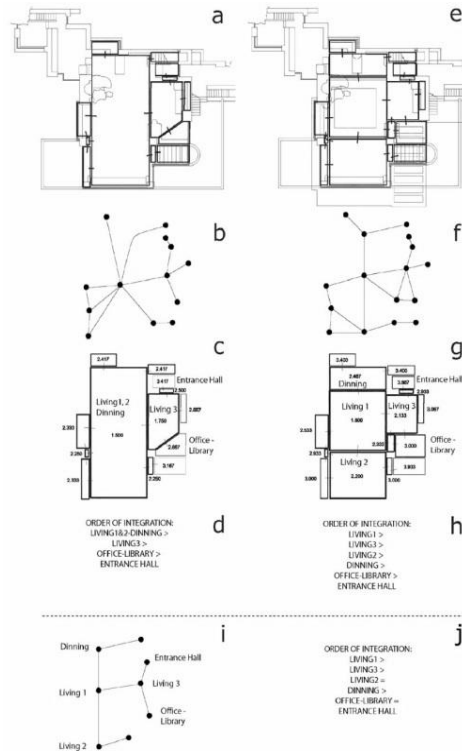 a
e
b
f
c
g
2.417
2.417
2.417
Entrance Hall
2.500
Living1, 2
Dinning
Living 3
1.500
1.750
2.667
2.333
Office -
Library
2.667
2.250
3.167
2.333
2.250
3.400
3.400
2.467
3.067
Entrance Hall
Dinning
2.933
Living 1
Living 3
3.067
1.600
2.133
2.533
Office -
Library
2.333
3.000
2.933
Living 2
3.000
2.200
3.933
3.000
d
ORDER OF INTEGRATION:
LIVING1&2-DINNING >
LIVING3 >
OFFICE-LIBRARY >
ENTRANCE HALL
h
ORDER OF INTEGRATION:
LIVING1 >
LIVING3 >
LIVING2 >
DINNING >
OFFICE-LIBRARY >
ENTRANCE HALL
i
Dinning
Entrance Hall
Living 1
Living 3
Office -
Library
Living 2
j
ORDER OF INTEGRATION:
LIVING1 >
LIVING3 >
LIVING2 =
DINNING >
OFFICE-LIBRARY =
ENTRANCE HALL